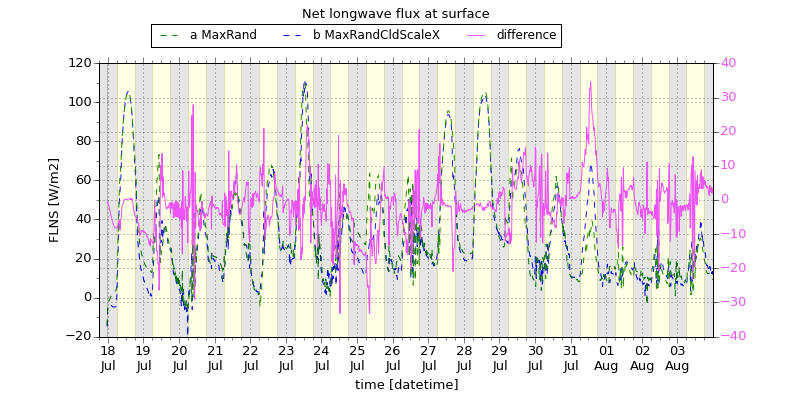 Net longwave flux at surface
a MaxRand b MaxRandCldScaleX difference
120
100
80
60
40
20
0
−20
FLNS [W/m2]
40
30
20
10
0
−10
−20
−30
−40
18 19 20 21 22 23 24 25 26 27 28 29 30 31 01 02 03
Jul Jul Jul Jul Jul Jul Jul Jul Jul Jul Jul Jul Jul Jul Aug Aug Aug
time [datetime]